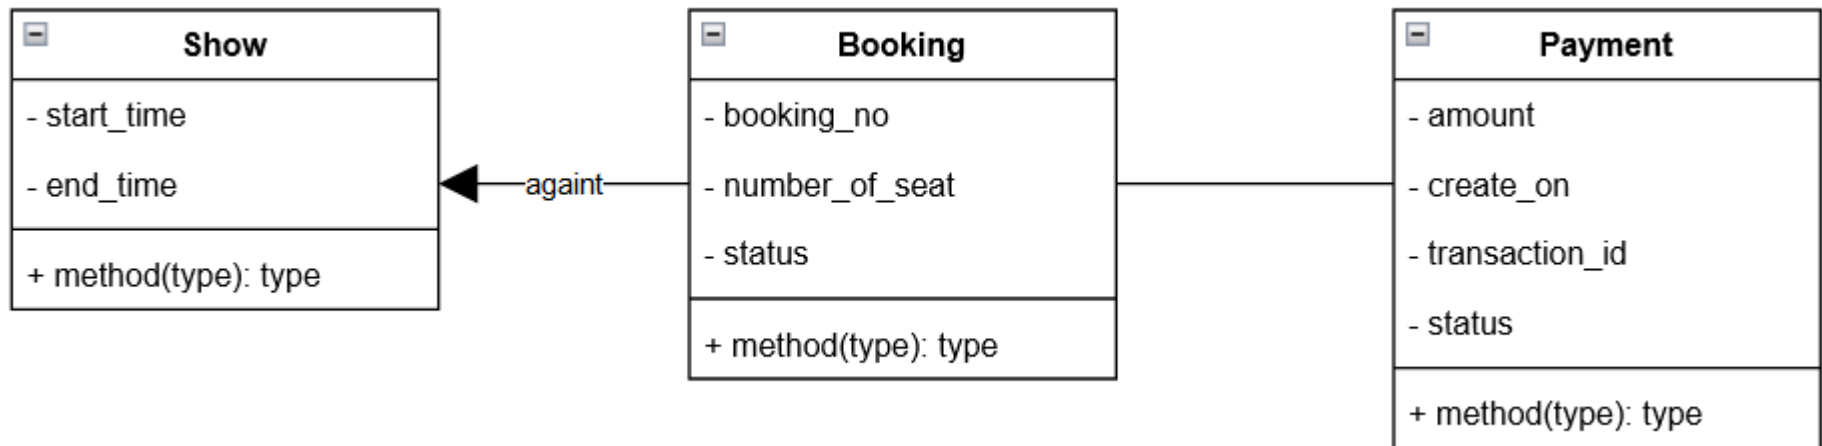 Show
- start_time
- end_time
+ method(type): type
againt
Booking
- booking_no
- number_of_seat
- status
+ method(type): type
Payment
- amount
- create_on
- transaction_id
- status
+ method(type): type